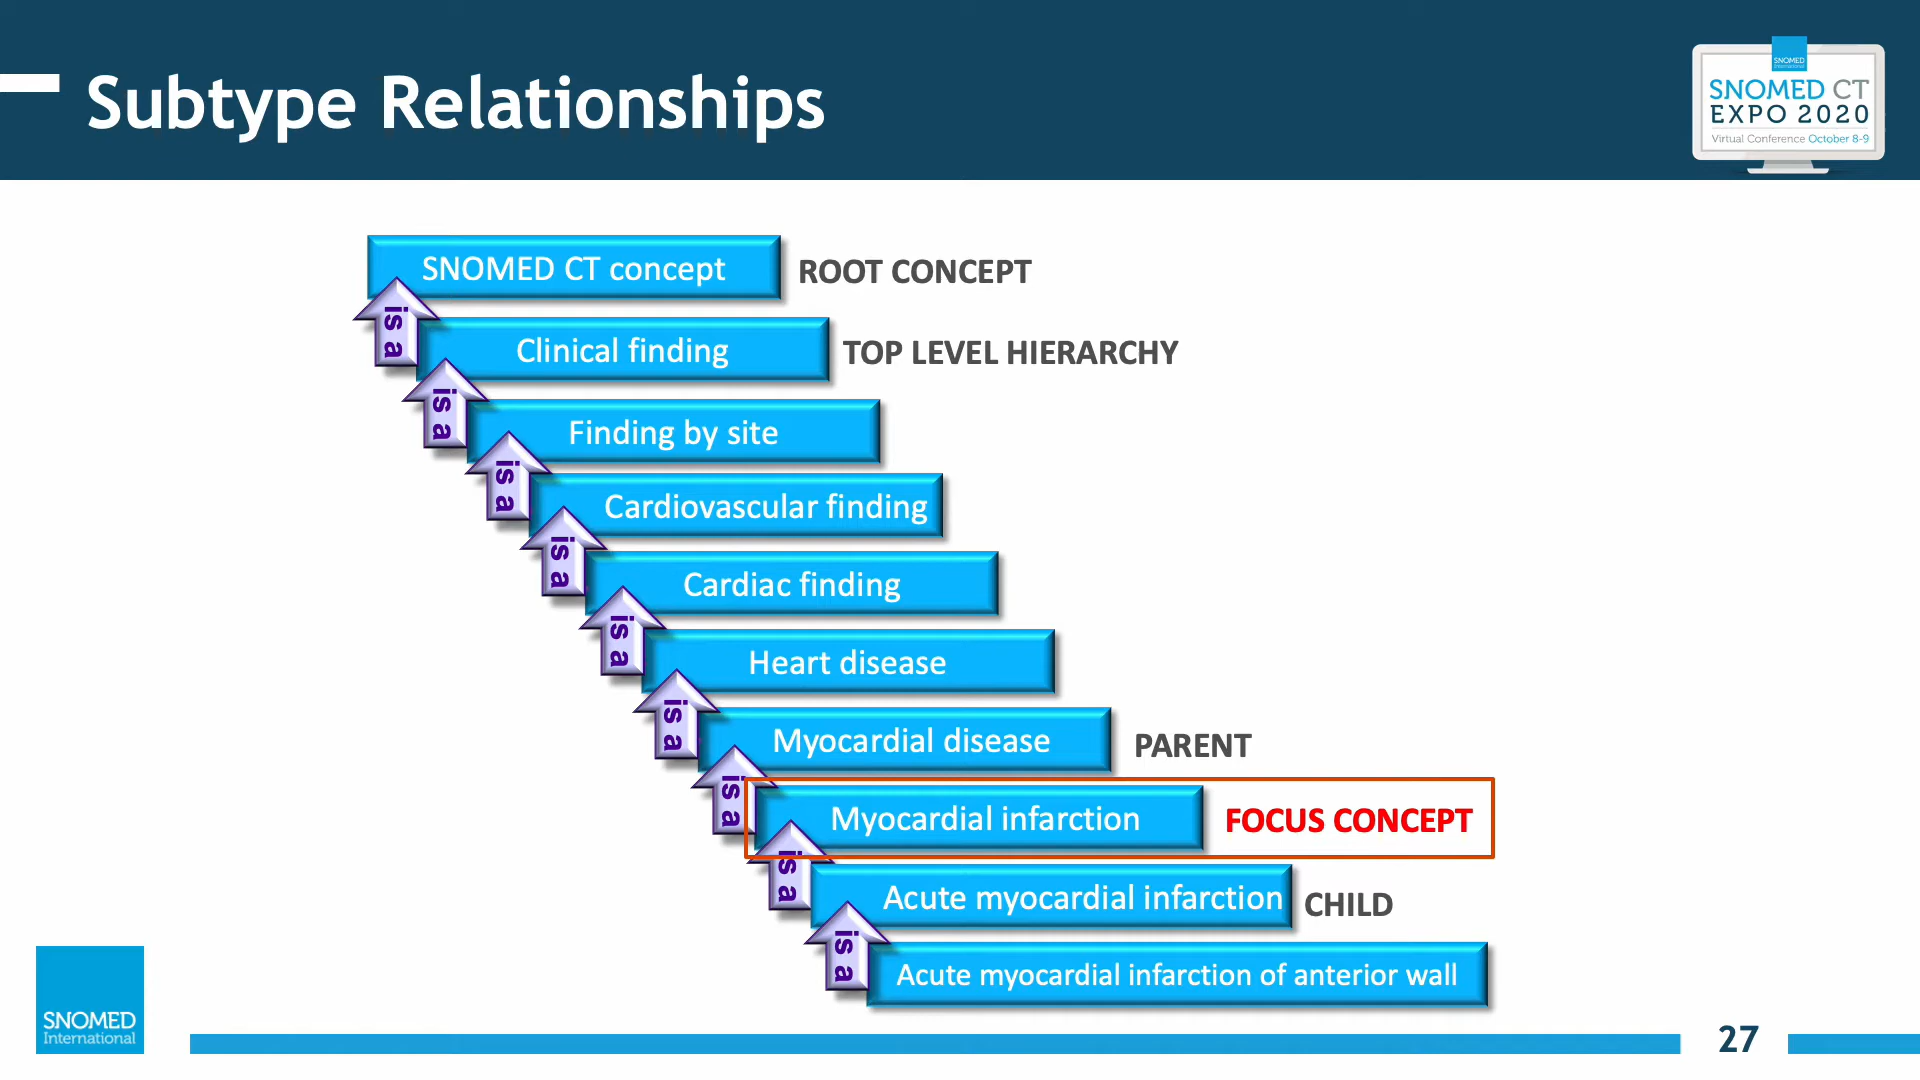 Subtype Relationships
SNOMED
International
SNOMED CT
EXPO 2020
Virtual Conference October 8-9
SNOMED CT concept ROOT CONCEPT
is a
Clinical finding TOP LEVEL HIERARCHY
is a
Finding by site
is a
Cardiovascular finding
is a
Cardiac finding
is a
Heart disease
is a
Myocardial disease PARENT
is a
Myocardial infarction FOCUS CONCEPT
is a
Acute myocardial infarction CHILD
is a
Acute myocardial infarction of anterior wall
SNOMED
International
27